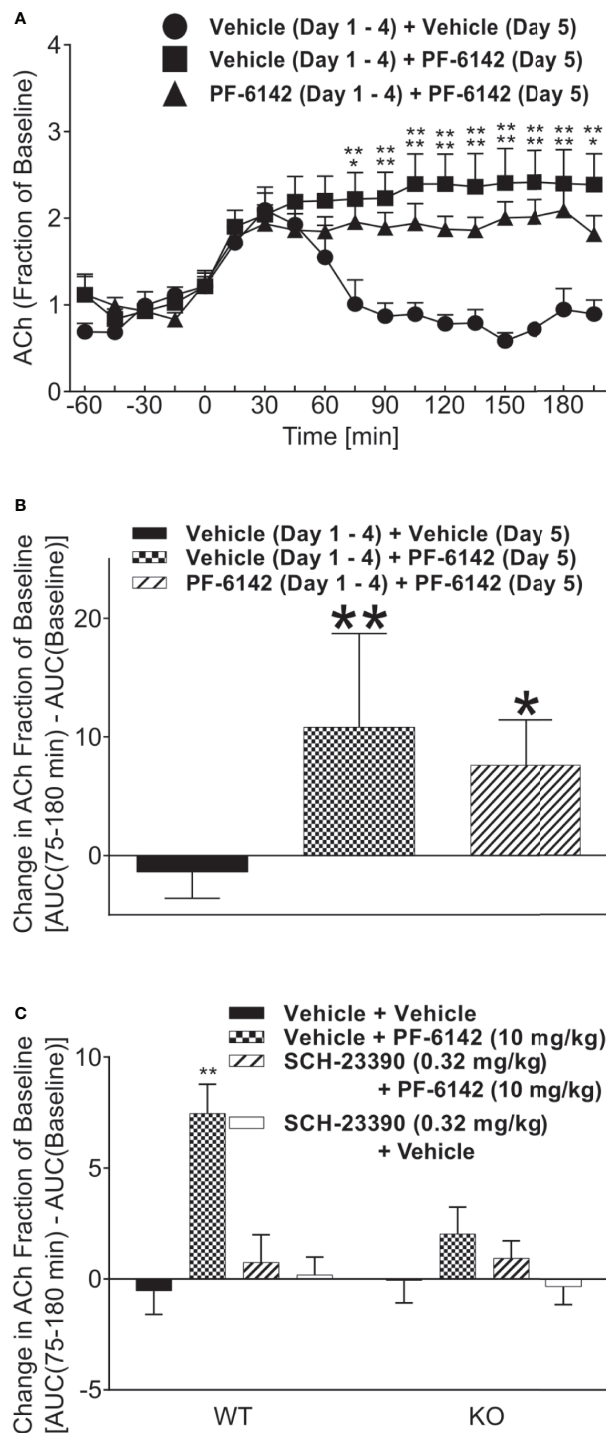 A
Vehicle (Day 1 - 4) + Vehicle (Day 5)
Vehicle (Day 1 - 4) + PF-6142 (Day 5)
PF-6142 (Day 1 - 4) + PF-6142 (Day 5)
ACh (Fraction of Baseline)
4
3
2
1
0
** ** ** ** ** ** ** ** **
* ** ** ** ** ** ** ** *
-60 -30 0 30 60 90 120 150 180
Time [min]
B
Vehicle (Day 1 - 4) + Vehicle (Day 5)
Vehicle (Day 1 - 4) + PF-6142 (Day 5)
PF-6142 (Day 1 - 4) + PF-6142 (Day 5)
Change in ACh Fraction of Baseline
[AUC(75-180 min) - AUC(Baseline)]
20
10
0
**
*
C
Vehicle + Vehicle
Vehicle + PF-6142 (10 mg/kg)
SCH-23390 (0.32 mg/kg)
+ PF-6142 (10 mg/kg)
SCH-23390 (0.32 mg/kg)
+ Vehicle
Change in ACh Fraction of Baseline
[AUC(75-180 min) - AUC(Baseline)]
10
5
0
-5
**
WT KO